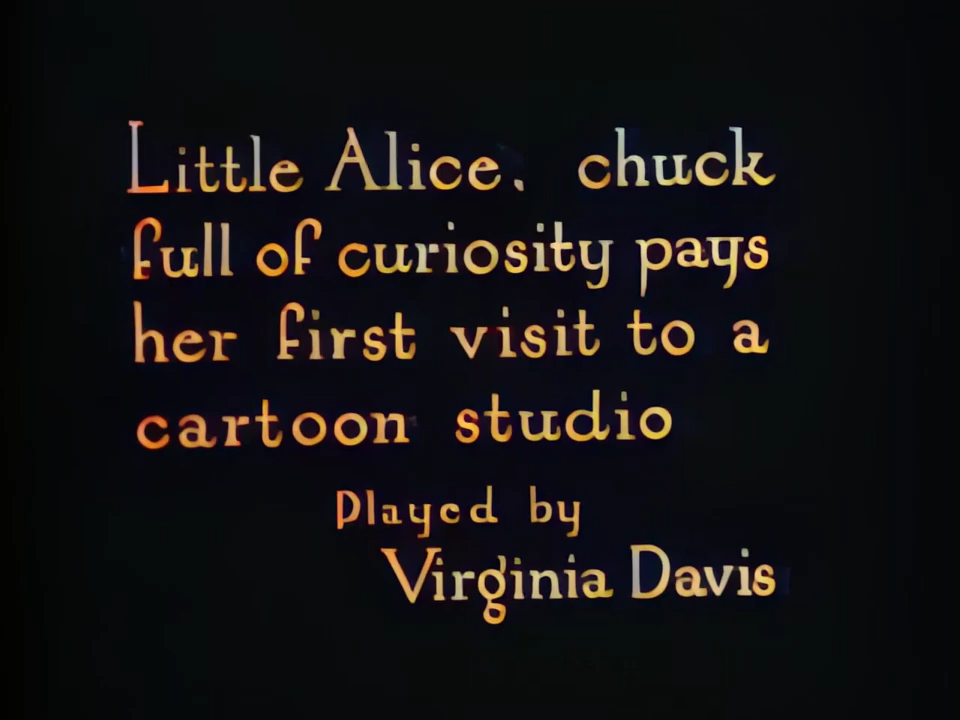 Little Alice, chuck
full of curiosity pays
her first visit to a
cartoon studio
Played by
Virginia Davis